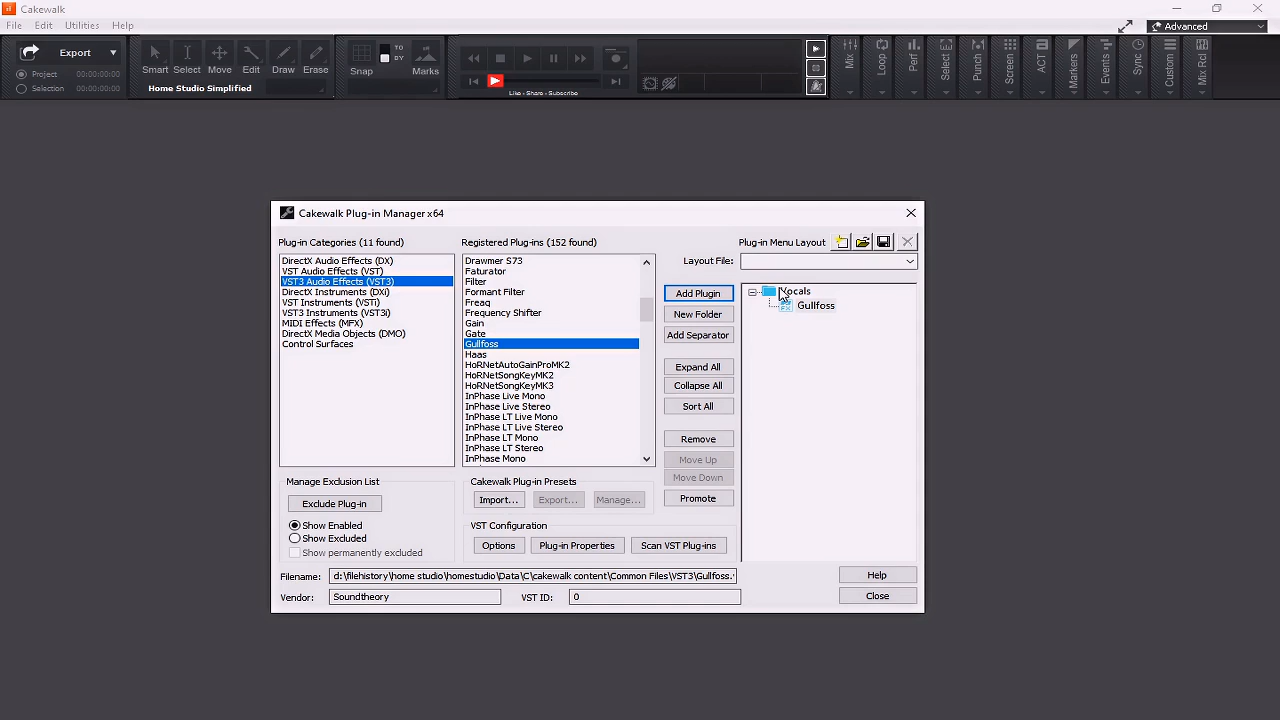 Cakewalk
File Edit Utilities Help
Advanced
Export
Project 00:00:00:00
Selection 00:00:00:00
Smart Select Move Edit Draw Erase
Home Studio Simplified
Snap
TO
BY
Marks
Like - Share - Subscribe
Mix
Loop
Perf
Select
Punch
Screen
ACT
Markers
Events
Sync
Custom
Mix Rcl
Cakewalk Plug-in Manager x64
Plug-in Categories (11 found)
DirectX Audio Effects (DX)
VST Audio Effects (VST)
VST3 Audio Effects (VST3)
DirectX Instruments (DXi)
VST Instruments (VSTi)
VST3 Instruments (VST3i)
MIDI Effects (MFX)
DirectX Media Objects (DMO)
Control Surfaces
Registered Plug-ins (152 found)
Drawmer S73
Faturator
Filter
Formant Filter
Freaq
Frequency Shifter
Gain
Gate
Gullfoss
Haas
HoRNetAutoGainProMK2
HoRNetSongKeyMK2
HoRNetSongKeyMK3
InPhase Live Mono
InPhase Live Stereo
InPhase LT Live Mono
InPhase LT Live Stereo
InPhase LT Mono
InPhase LT Stereo
InPhase Mono
Add Plugin
New Folder
Add Separator
Expand All
Collapse All
Sort All
Remove
Move Up
Move Down
Promote
Plug-in Menu Layout
Layout File:
Vocals
Gullfoss
Manage Exclusion List
Exclude Plug-in
Show Enabled
Show Excluded
Show permanently excluded
Cakewalk Plug-in Presets
Import... Export... Manage...
VST Configuration
Options Plug-in Properties Scan VST Plug-ins
Filename: d:\filehistory\home studio\homestudio\Data\C\cakewalk content\Common Files\VST3\Gullfoss.
Vendor: Soundtheory VST ID: 0
Help
Close